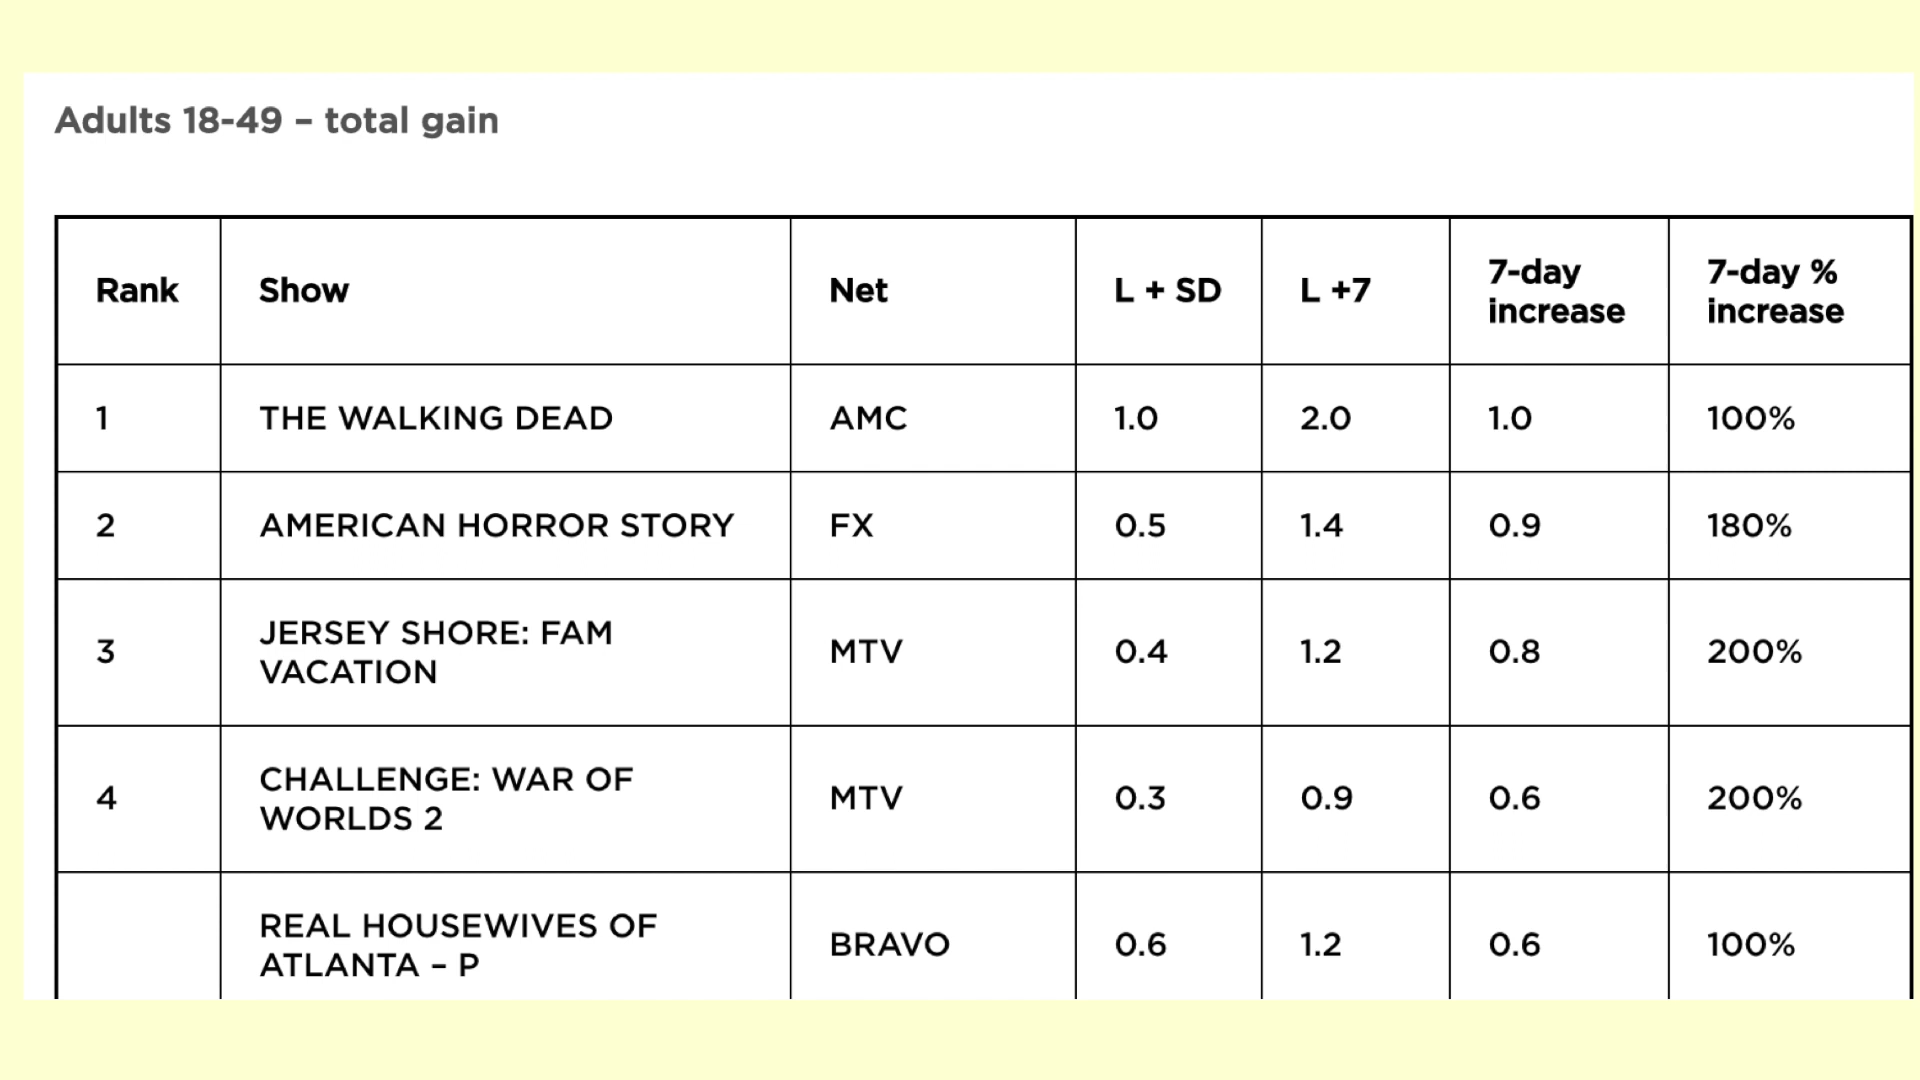 Adults 18-49 – total gain
Rank Show Net L + SD L +7 7-day increase 7-day % increase
1 THE WALKING DEAD AMC 1.0 2.0 1.0 100%
2 AMERICAN HORROR STORY FX 0.5 1.4 0.9 180%
3 JERSEY SHORE: FAM VACATION MTV 0.4 1.2 0.8 200%
4 CHALLENGE: WAR OF WORLDS 2 MTV 0.3 0.9 0.6 200%
REAL HOUSEWIVES OF ATLANTA – P BRAVO 0.6 1.2 0.6 100%